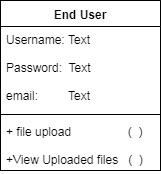 End User
Username: Text
Password: Text
email: Text
+ file upload ( )
+View Uploaded files ( )